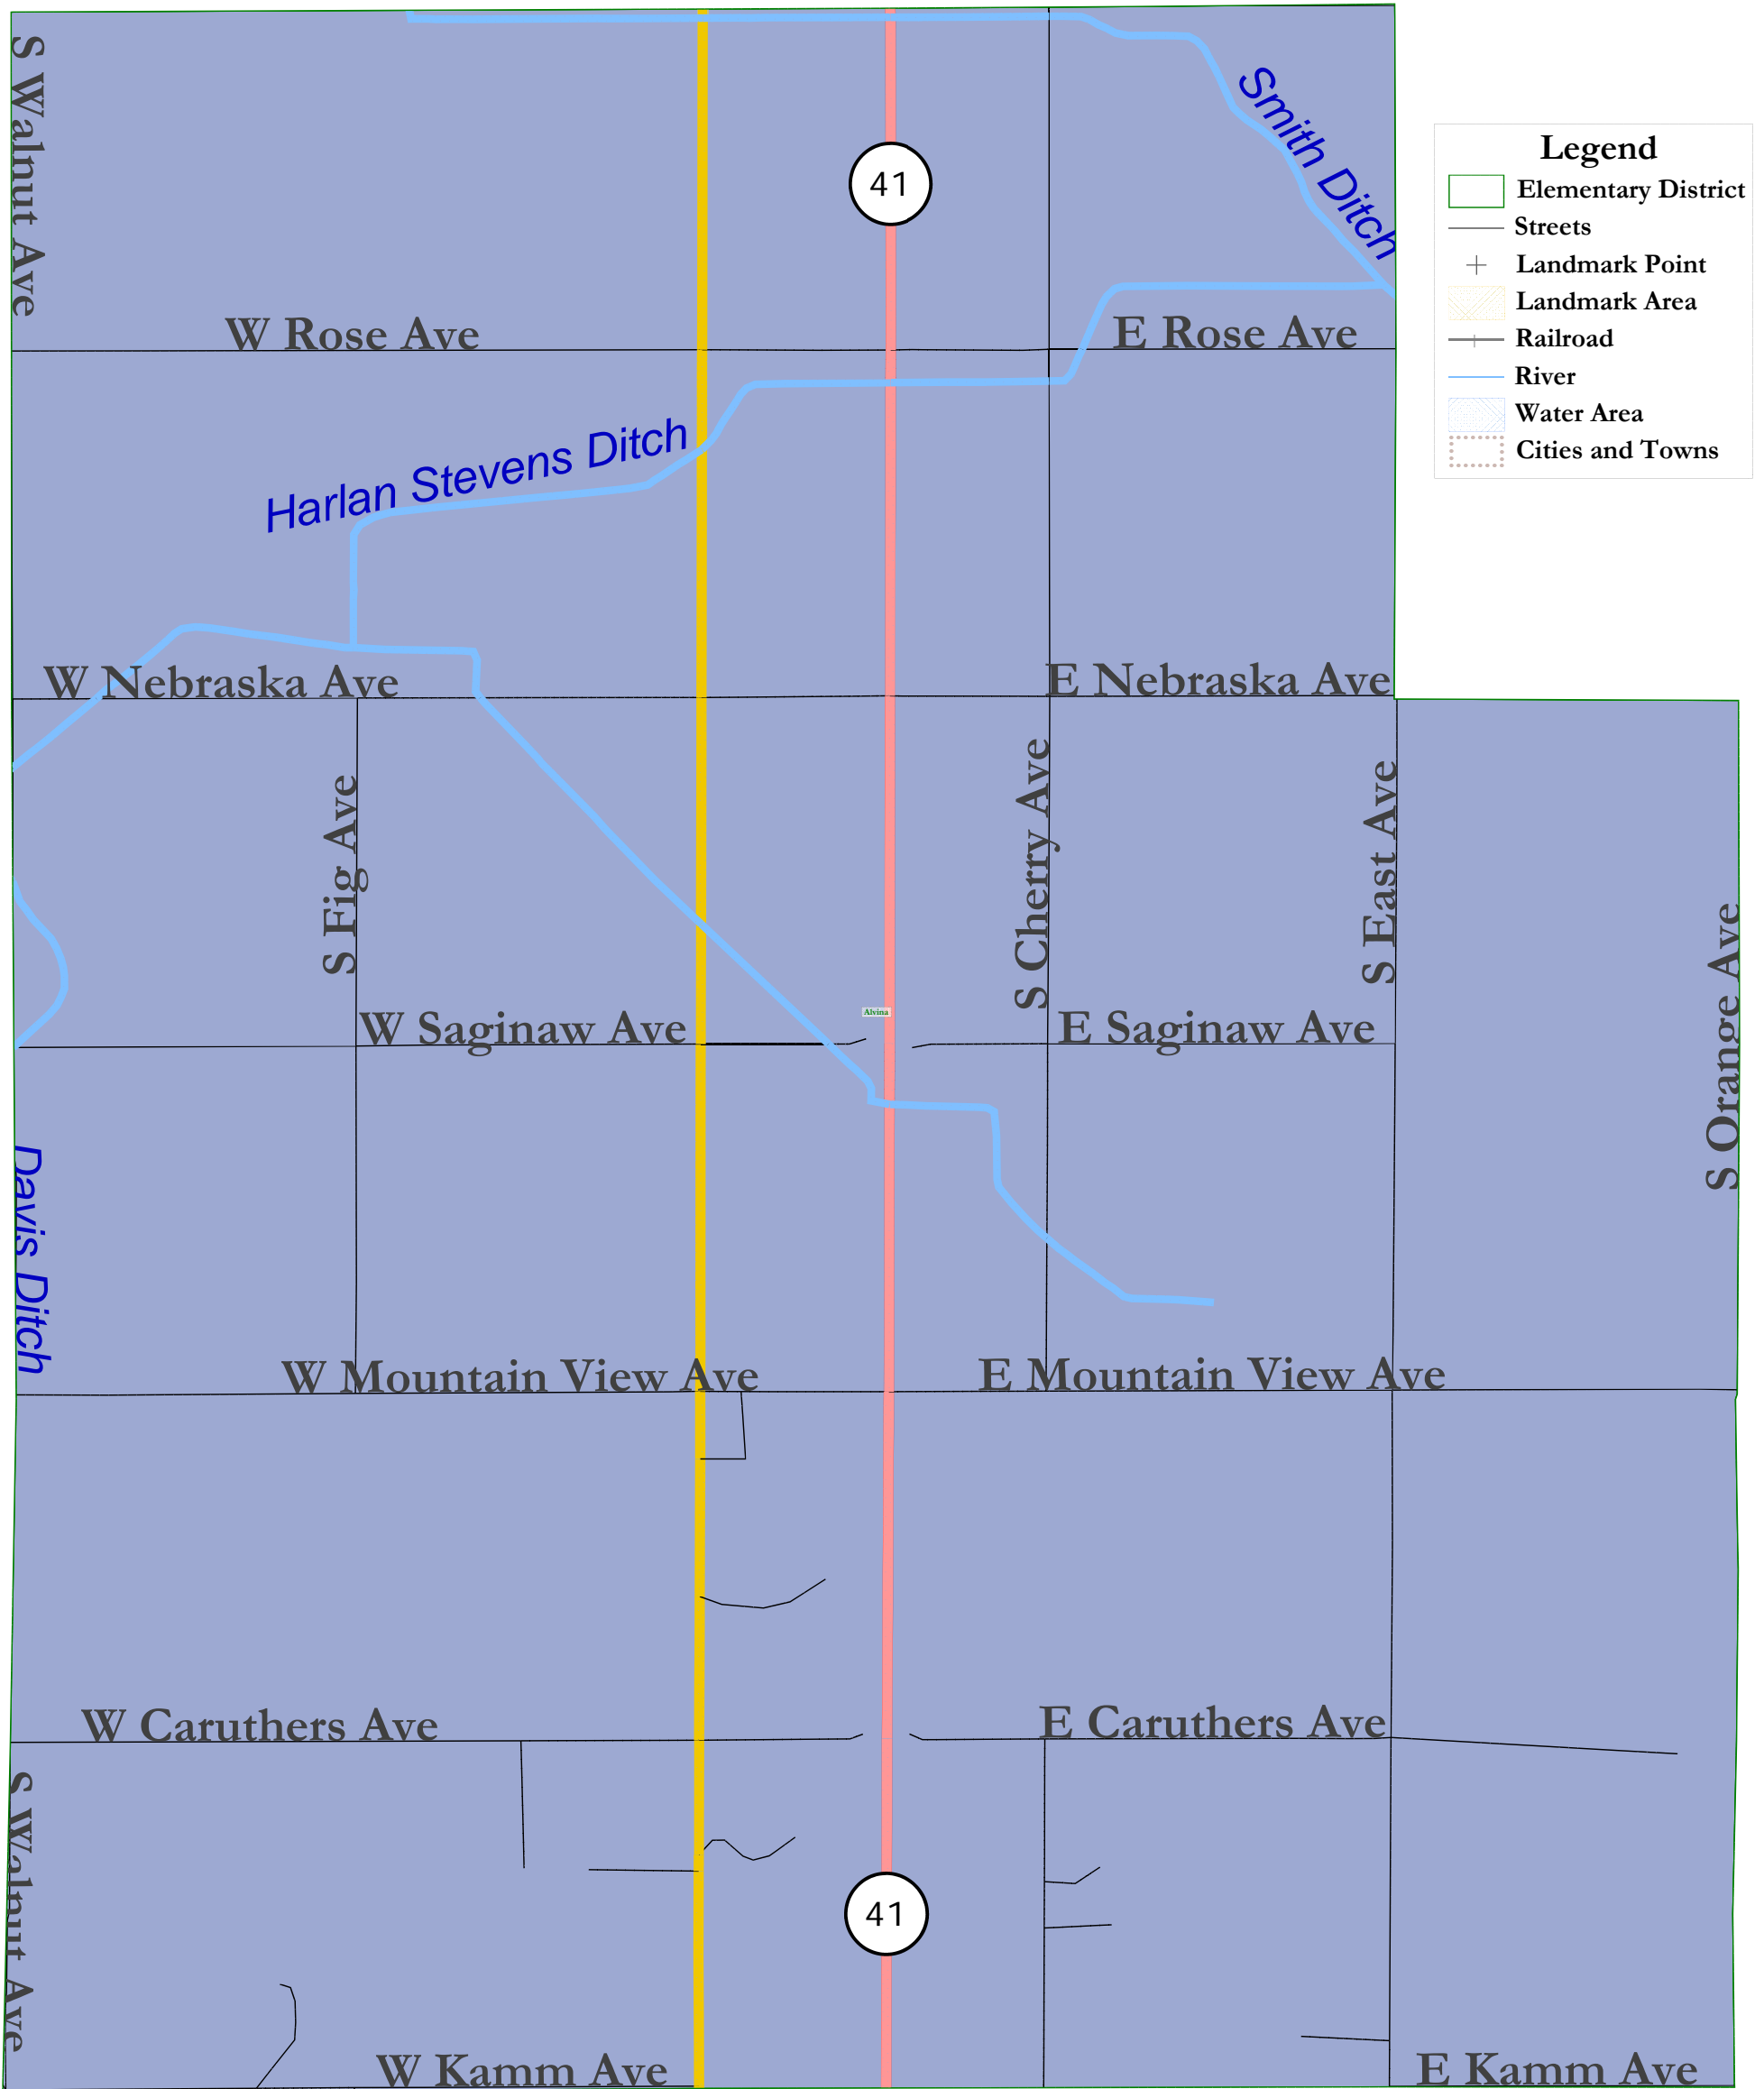 S Walnut Ave
Smith Ditch
41
Legend
Elementary District
Streets
Landmark Point
Landmark Area
Railroad
River
Water Area
Cities and Towns
W Rose Ave
E Rose Ave
Harlan Stevens Ditch
W Nebraska Ave
E Nebraska Ave
S Fig Ave
S Cherry Ave
S East Ave
S Orange Ave
Alvina
W Saginaw Ave
E Saginaw Ave
Davis Ditch
W Mountain View Ave
E Mountain View Ave
W Caruthers Ave
E Caruthers Ave
S Walnut Ave
41
W Kamm Ave
E Kamm Ave